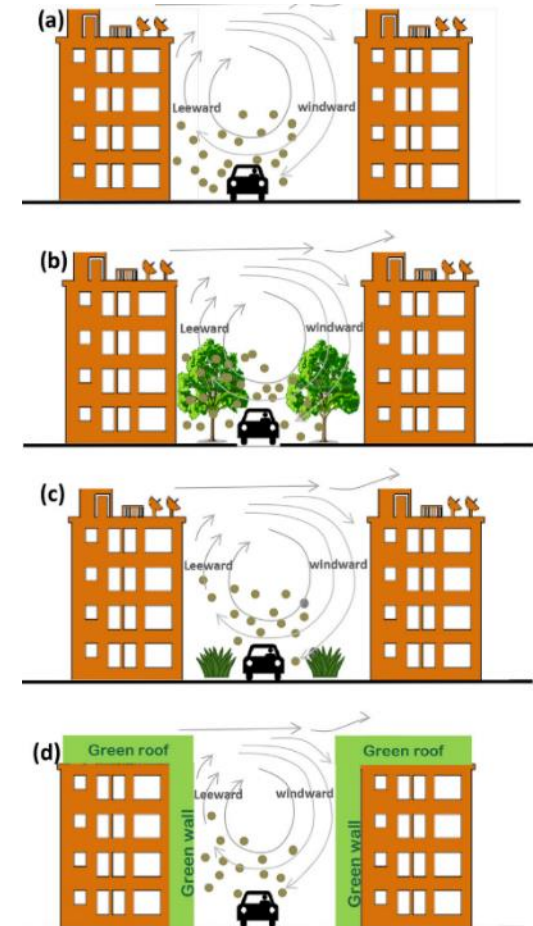 (a)
Leeward
windward
(b)
Leeward
windward
(c)
Leeward
windward
(d)
Green roof
Green roof
Leeward
windward
Green wall
Green wall